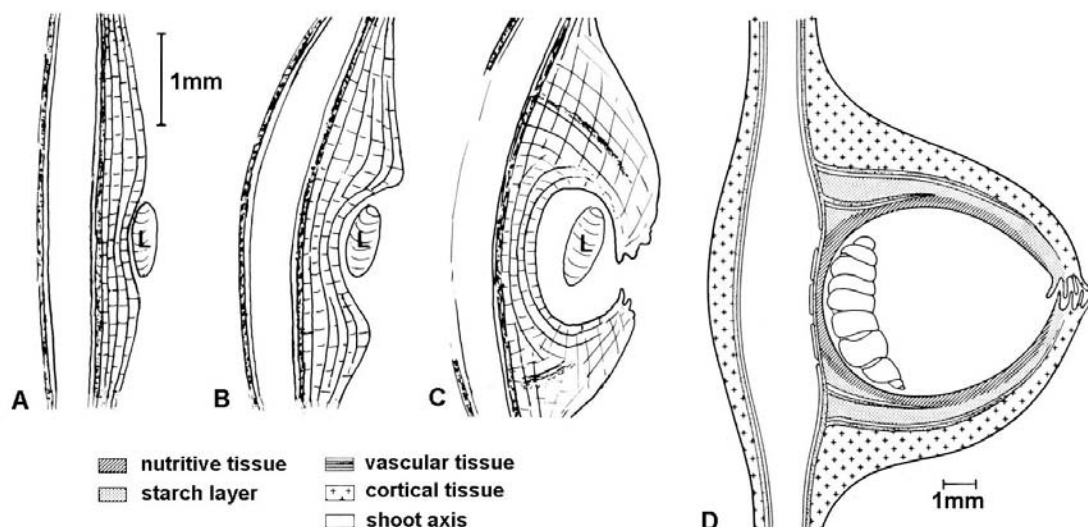 1mm
L
L
L
A
B
C
nutritive tissue
starch layer
vascular tissue
cortical tissue
shoot axis
1mm
D